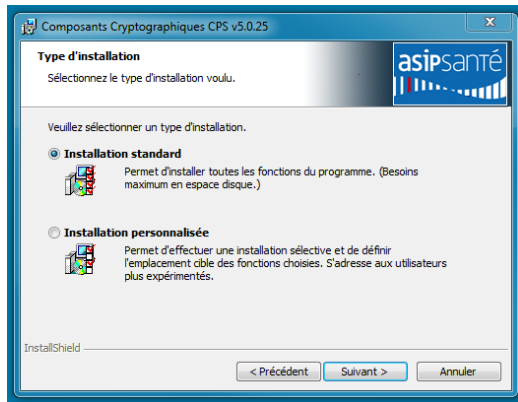 Composants Cryptographiques CPS v5.0.25
Type d'installation
Sélectionnez le type d'installation voulu.
asipsanté
Veuillez sélectionner un type d'installation.
Installation standard
Permet d'installer toutes les fonctions du programme. (Besoins
maximum en espace disque.)
Installation personnalisée
Permet d'effectuer une installation sélective et de définir
l'emplacement cible des fonctions choisies. S'adresse aux utilisateurs
plus expérimentés.
InstallShield
< Précédent Suivant > Annuler